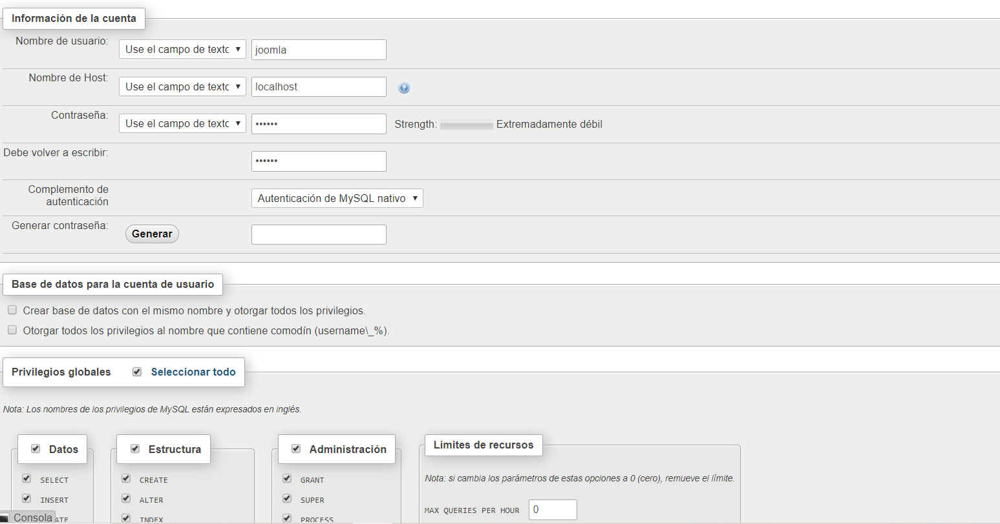 Información de la cuenta
Nombre de usuario: Use el campo de texto joomla
Nombre de Host: Use el campo de texto localhost
Contraseña: Use el campo de texto •••••• Strength: Extremadamente débil
Debe volver a escribir: ••••••
Complemento de
autenticación
Autenticación de MySQL nativo
Generar contraseña: Generar
Base de datos para la cuenta de usuario
Crear base de datos con el mismo nombre y otorgar todos los privilegios.
Otorgar todos los privilegios al nombre que contiene comodín (username\_%).
Privilegios globales Seleccionar todo
Nota: Los nombres de los privilegios de MySQL están expresados en inglés.
Datos Estructura Administración Límites de recursos
SELECT CREATE GRANT Nota: si cambia los parámetros de estas opciones a 0 (cero), remueve el límite.
INSERT ALTER SUPER
MAX QUERIES PER HOUR 0
Consola ATE INDEX PROCESS